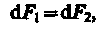 dF₁ = dF₂,